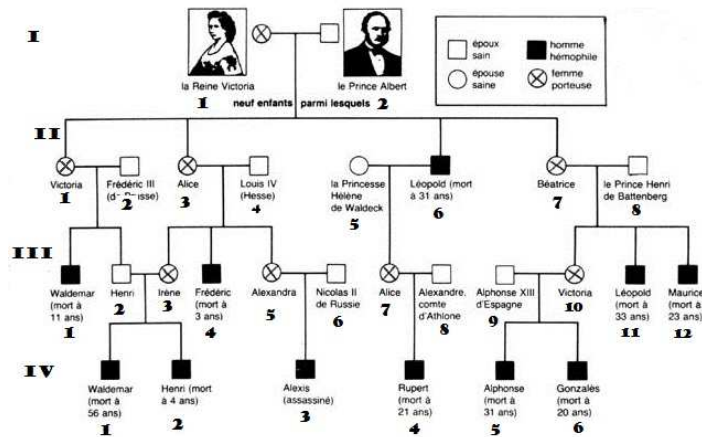 I
époux
sain
homme
hémophile
épouse
saine
femme
porteuse
la Reine Victoria
le Prince Albert
1
neuf enfants parmi lesquels
2
II
Victoria
Frédéric III
Alice
Louis IV
(Hesse)
la Princesse
Hélène
de Waldeck
Léopold (mort
à 31 ans)
Béatrice
le Prince Henri
de Battenberg
1
2
3
4
5
6
7
8
III
Waldemar
(mort à
11 ans)
Henri
Irène
Frédéric
(mort à
3 ans)
Alexandra
Nicolas II
de Russie
Alice
Alexandre,
comte
d'Athlone
Alphonse XIII
d'Espagne
Victoria
Léopold
(mort à
33 ans)
Maurice
(mort à
23 ans)
1
2
3
4
5
6
7
8
9
10
11
12
IV
Waldemar
(mort à
56 ans)
Henri (mort
à 4 ans)
Alexis
(assassiné)
Rupert
(mort à
21 ans)
Alphonse
(mort à
31 ans)
Gonzalès
(mort à
20 ans)
1
2
3
4
5
6